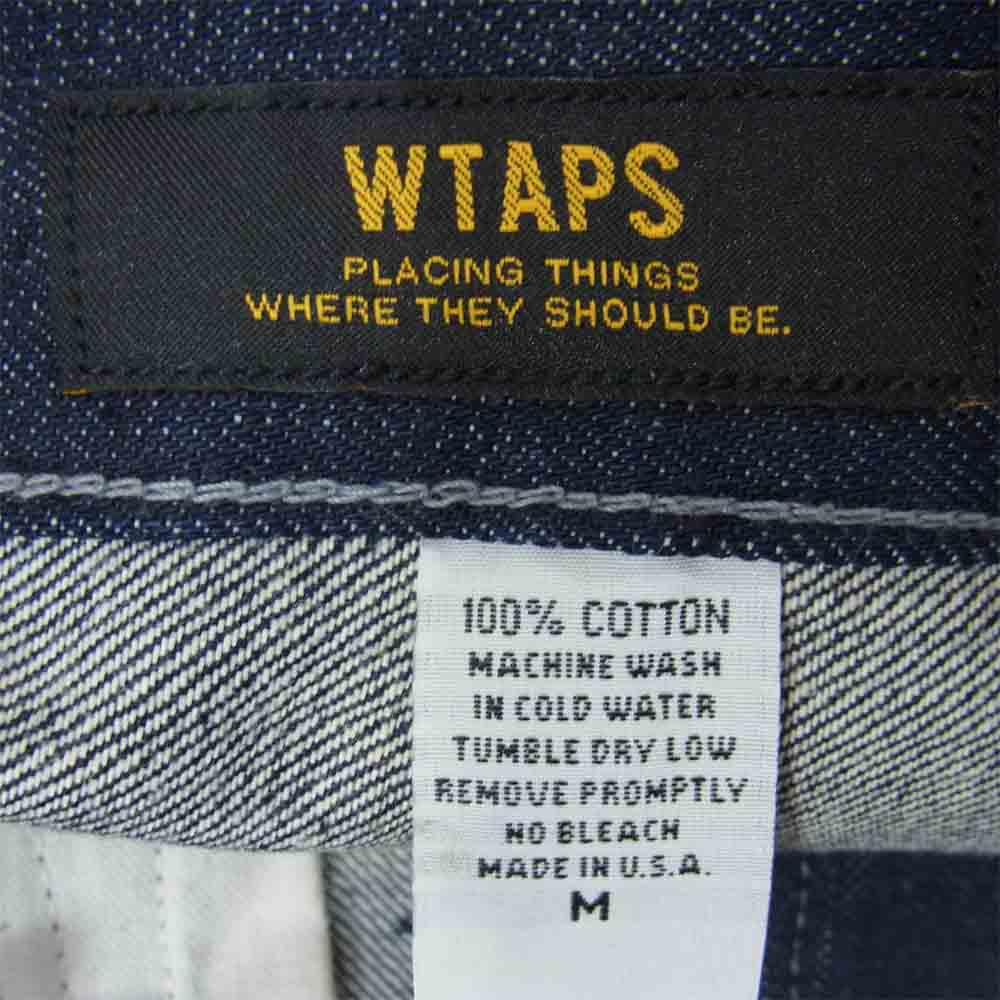 WTAPS
PLACING THINGS
WHERE THEY SHOULD BE.
100% COTTON
MACHINE WASH
IN COLD WATER
TUMBLE DRY LOW
REMOVE PROMPTLY
NO BLEACH
MADE IN U.S.A.
M